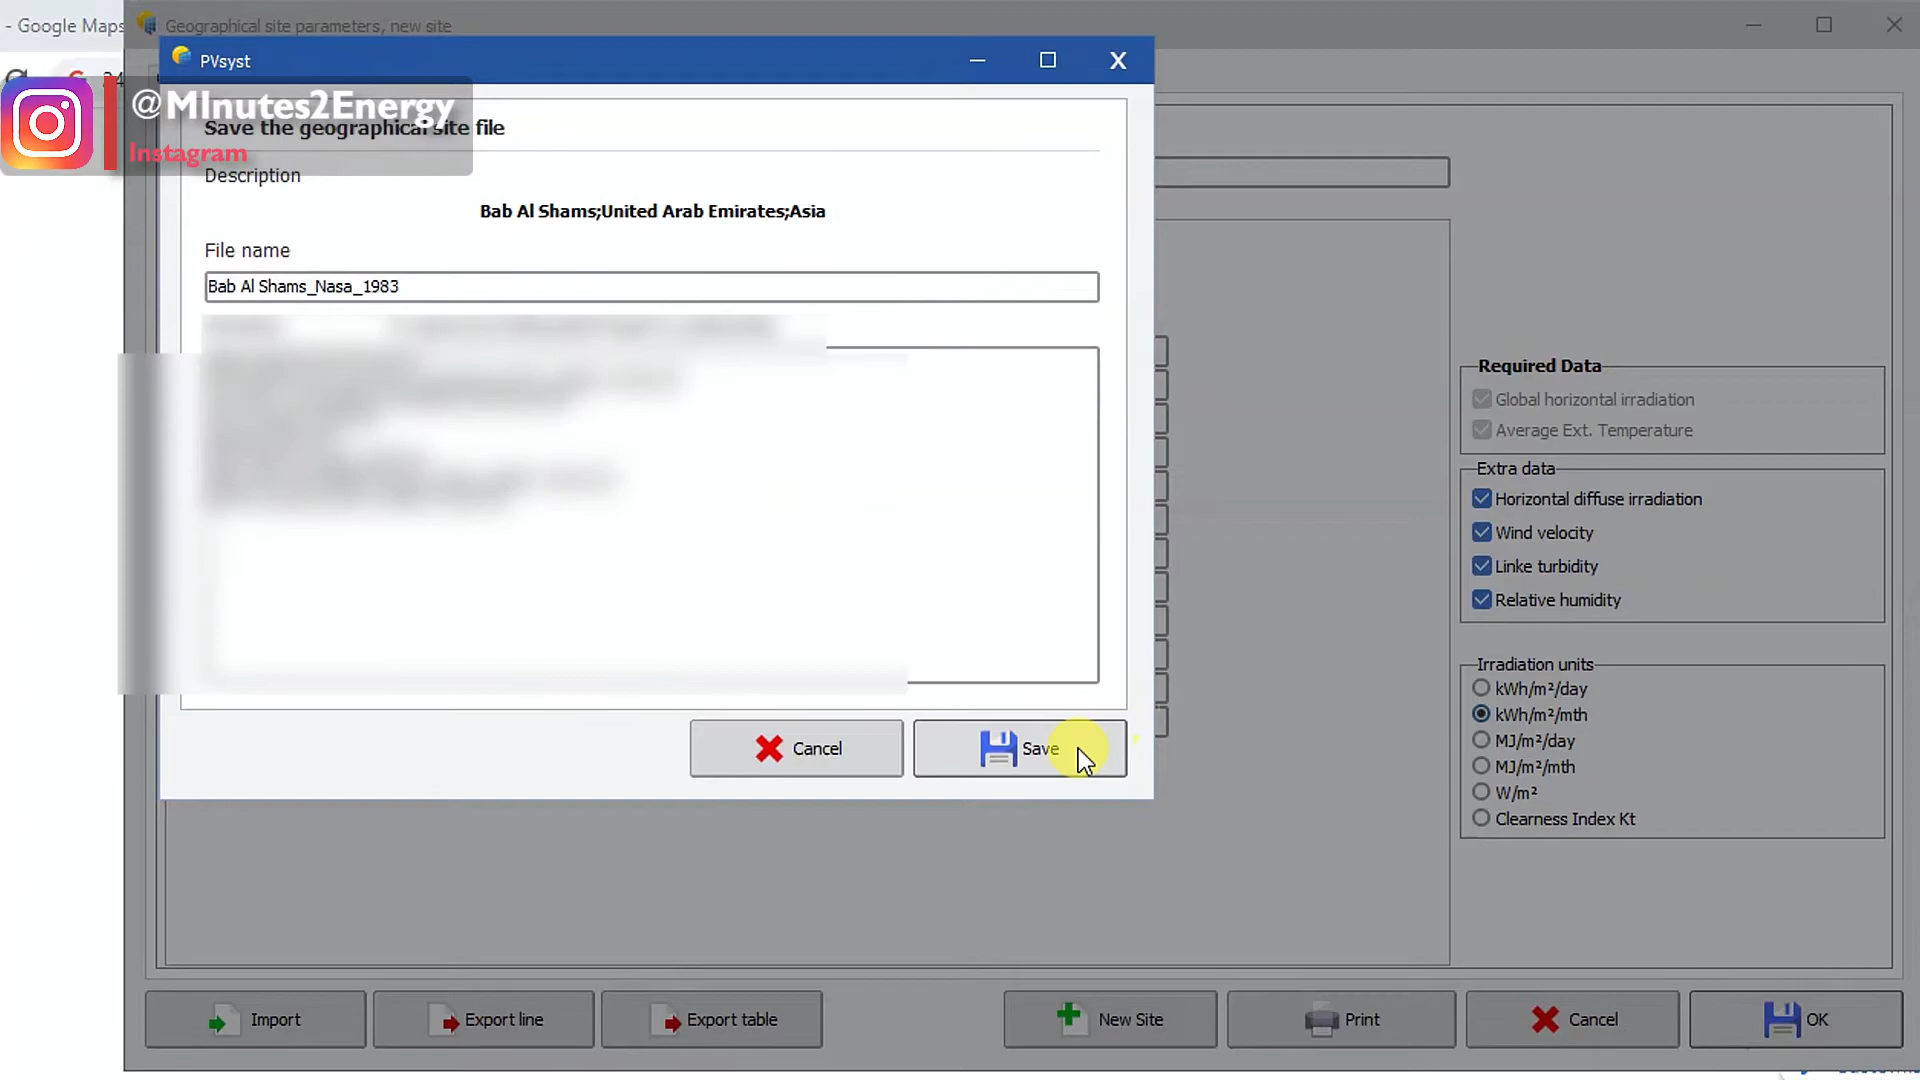 - Google Maps
Geographical site parameters, new site
PVsyst
@MInutes2Energy
Instagram
Save the geographical site file
Description
Bab Al Shams;United Arab Emirates;Asia
File name
Bab Al Shams_Nasa_1983
Cancel
Save
Required Data
Global horizontal irradiation
Average Ext. Temperature
Extra data
Horizontal diffuse irradiation
Wind velocity
Linke turbidity
Relative humidity
Irradiation units
kWh/m²/day
kWh/m²/mth
MJ/m²/day
MJ/m²/mth
W/m²
Clearness Index Kt
Import
Export line
Export table
New Site
Print
Cancel
OK